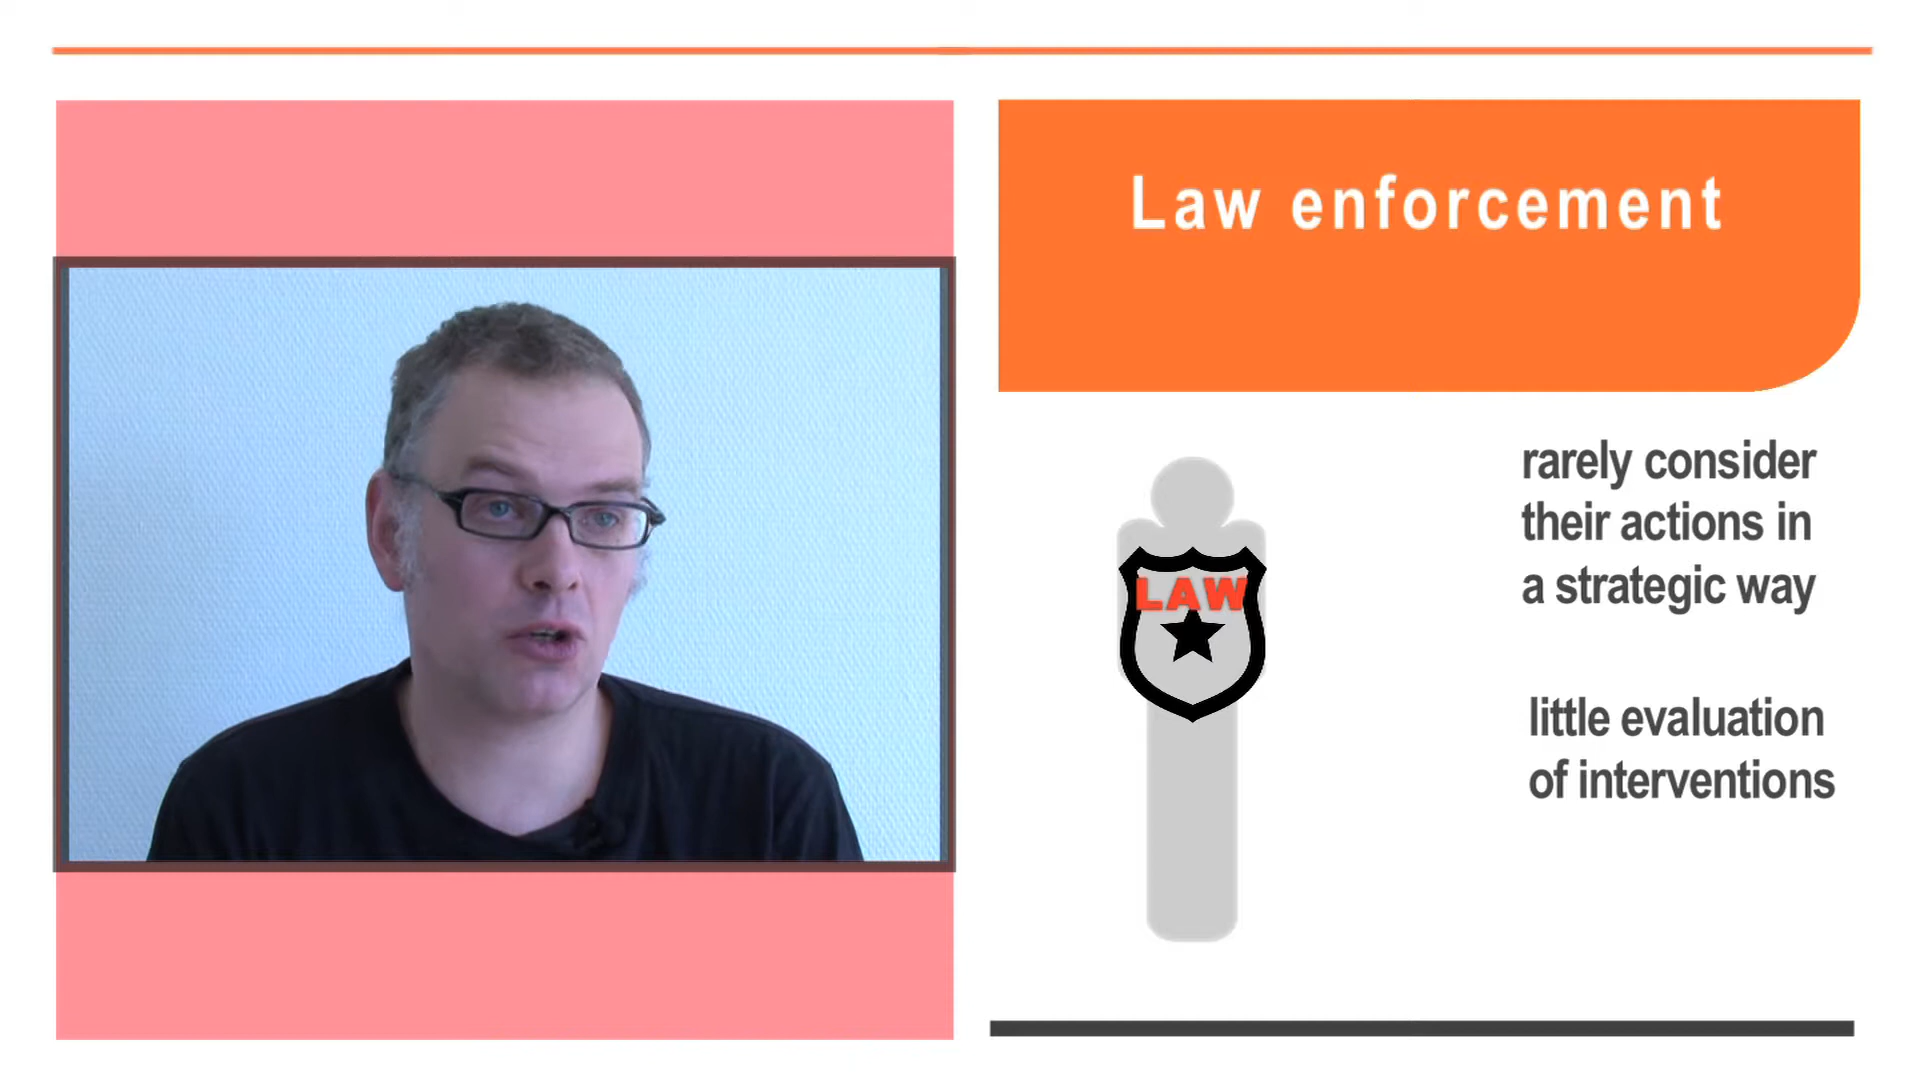 Law enforcement
LAW
rarely consider
their actions in
a strategic way
little evaluation
of interventions